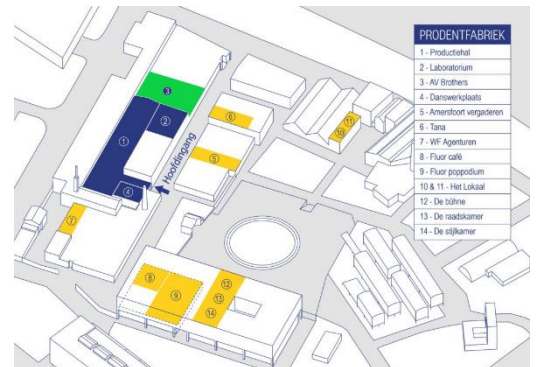 PRODENTFABRIEK
1 - Productiehal
2 - Laboratorium
3 - AV Brothers
4 - Danswerkplaats
5 - Amersfoort vergaderen
6 - Tana
7 - WF Agenturen
8 - Fluor café
9 - Fluor poppodium
10 & 11 - Het Lokaal
12 - De bühne
13 - De raadskamer
14 - De stijlkamer
3
2
1
4
Hoofdingang
6
5
11
10
7
8
9
12
13
14